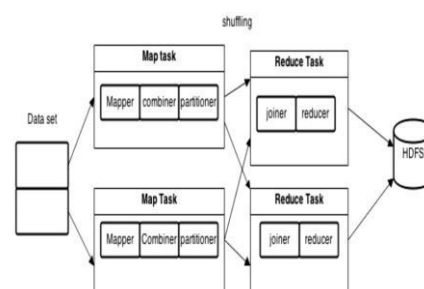 shuffling
Map task
Reduce Task
Mapper combiner partitioner
joiner reducer
Data set
HDFS
Map Task
Reduce Task
Mapper Combiner partitioner
joiner reducer